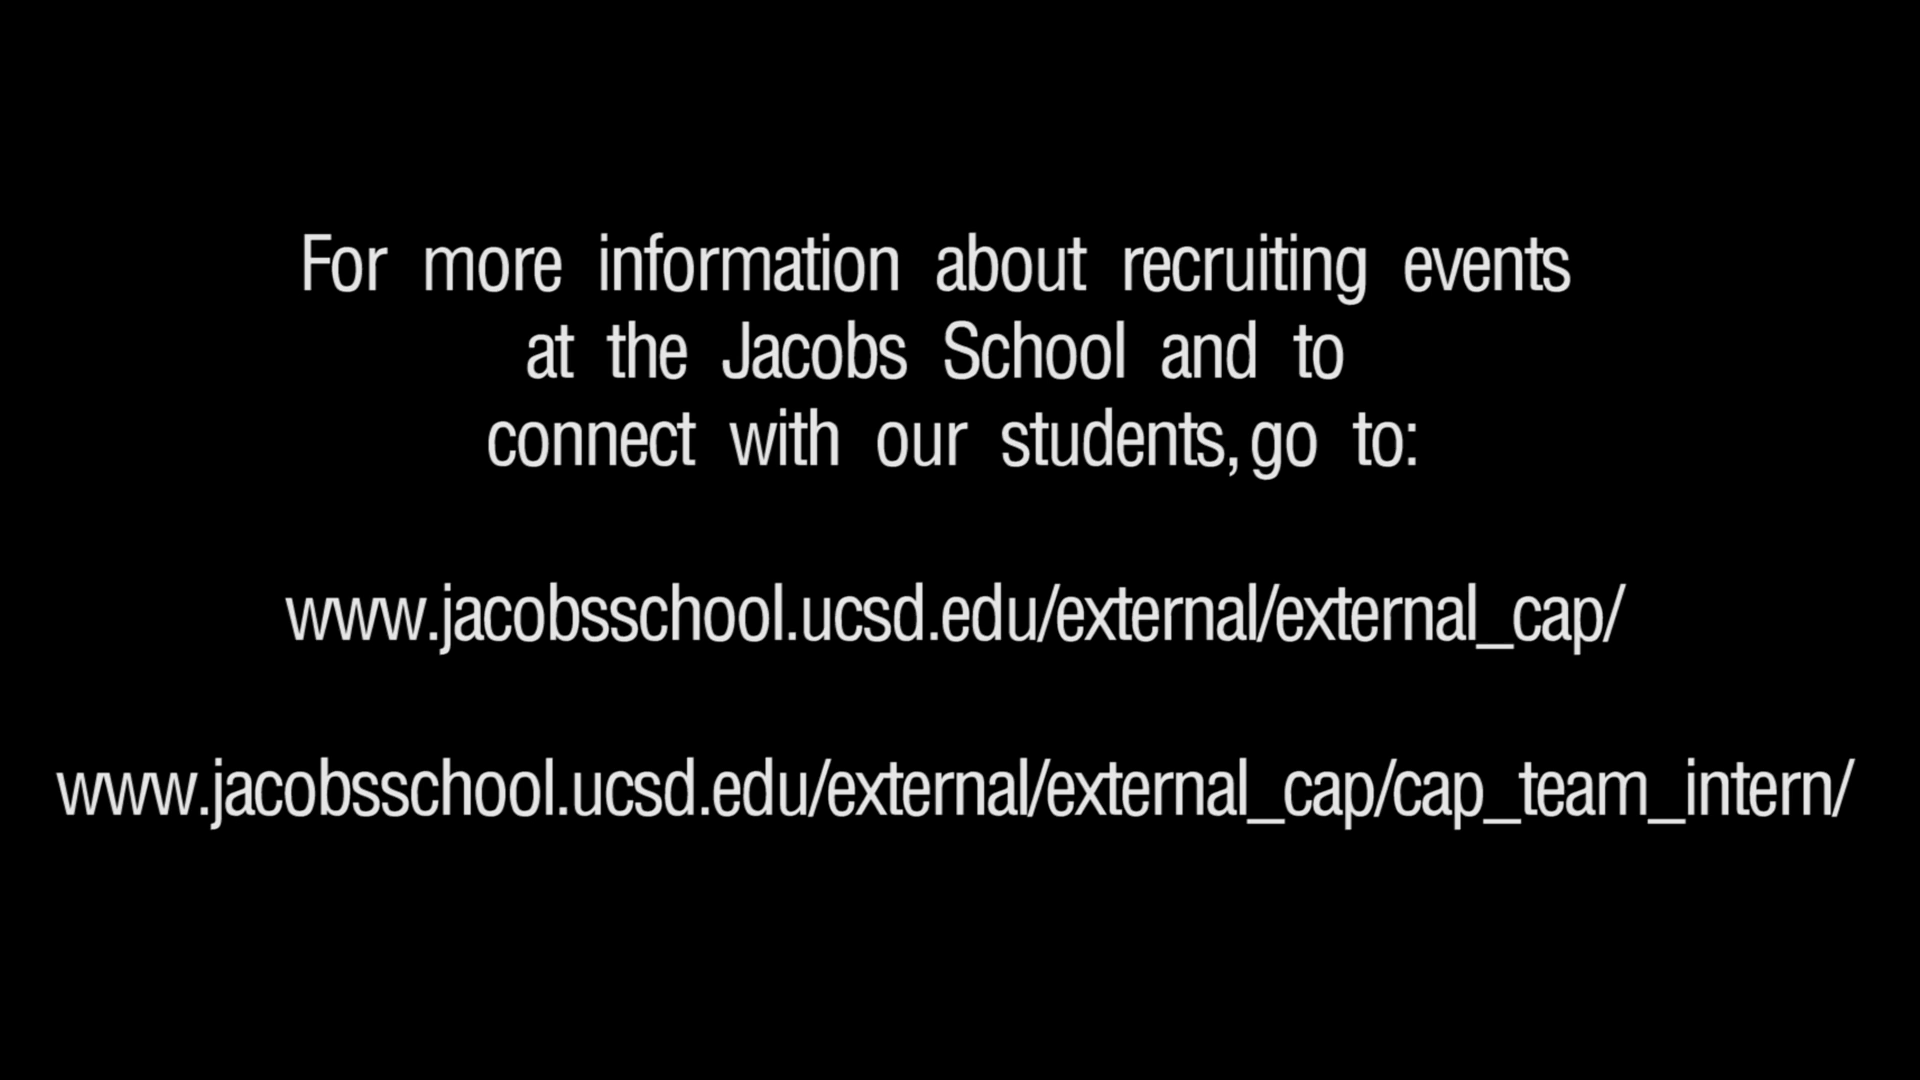 For more information about recruiting events
at the Jacobs School and to
connect with our students, go to:
www.jacobsschool.ucsd.edu/external/external_cap/
www.jacobsschool.ucsd.edu/external/external_cap/cap_team_intern/